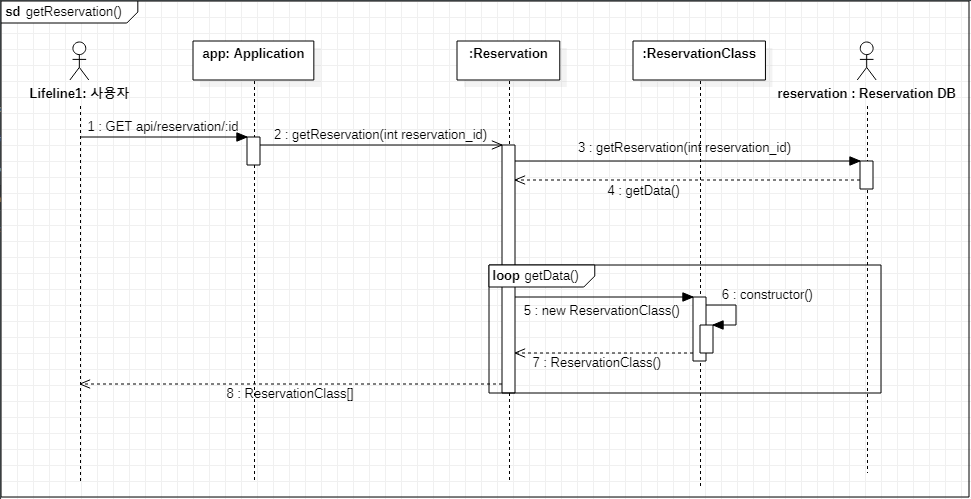 sd getReservation()
Lifeline1: 사용자
app: Application
:Reservation
:ReservationClass
reservation : Reservation DB
1 : GET api/reservation/:id
2 : getReservation(int reservation_id)
3 : getReservation(int reservation_id)
4 : getData()
loop getData()
5 : new ReservationClass()
6 : constructor()
7 : ReservationClass()
8 : ReservationClass[]